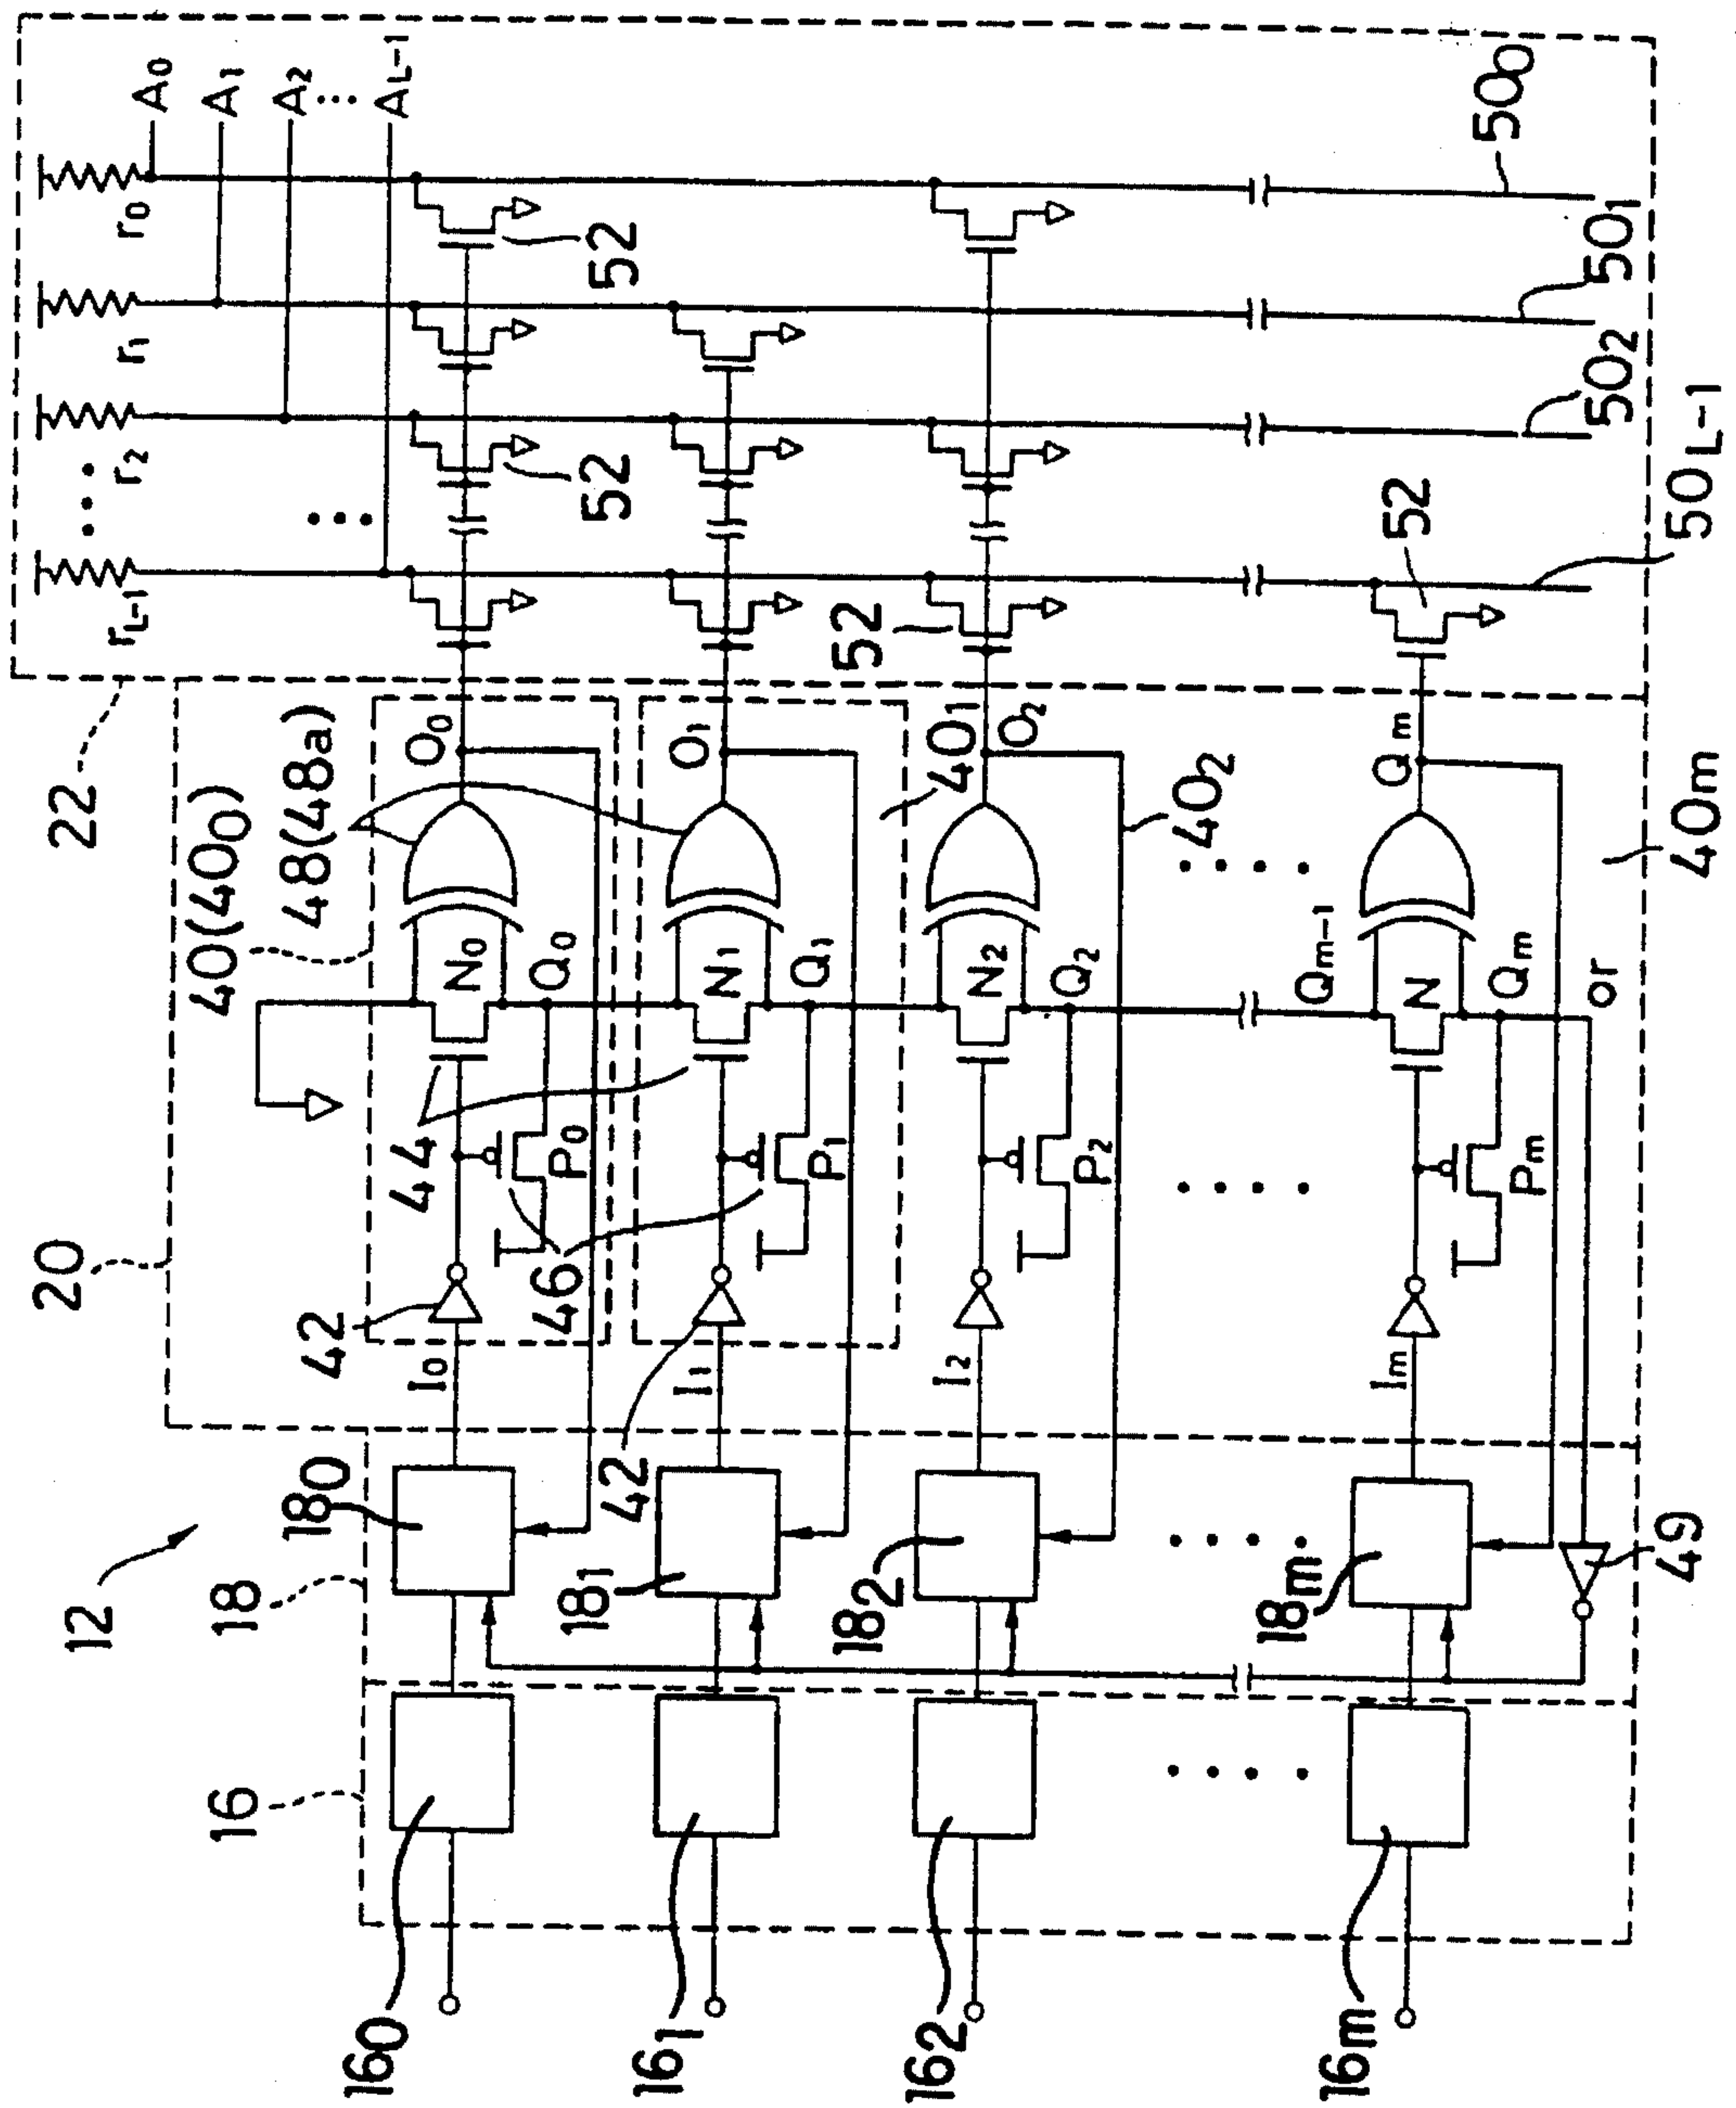 12
16
18
20
22
16₀
16₁
16₂
16m
18₀
18₁
18₂
18m
49
I₀
I₁
I₂
Im
42
42
44
46
P₀
P₁
P₂
Pm
N₀
N₁
N₂
N
Q₀
Q₁
Q₂
Qm-1
Qm
or
40(40₀)
48(48a)
40₁
40₂
40m
O₀
O₁
O₂
Qm
rL-1
r₂
r₁
r₀
52
52
52
52
50L-1
50₂
50₁
50₀
A₀
A₁
A₂
AL-1